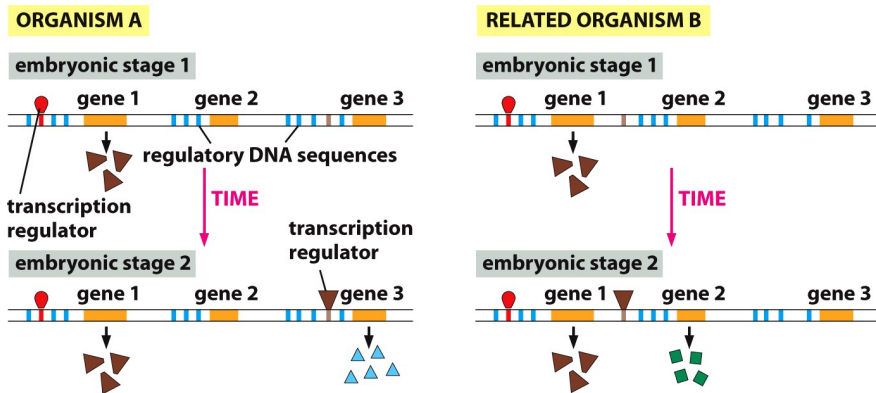 ORGANISM A
embryonic stage 1
gene 1
gene 2
gene 3
regulatory DNA sequences
transcription
regulator
TIME
transcription
regulator
embryonic stage 2
gene 1
gene 2
gene 3
RELATED ORGANISM B
embryonic stage 1
gene 1
gene 2
gene 3
TIME
embryonic stage 2
gene 1
gene 2
gene 3